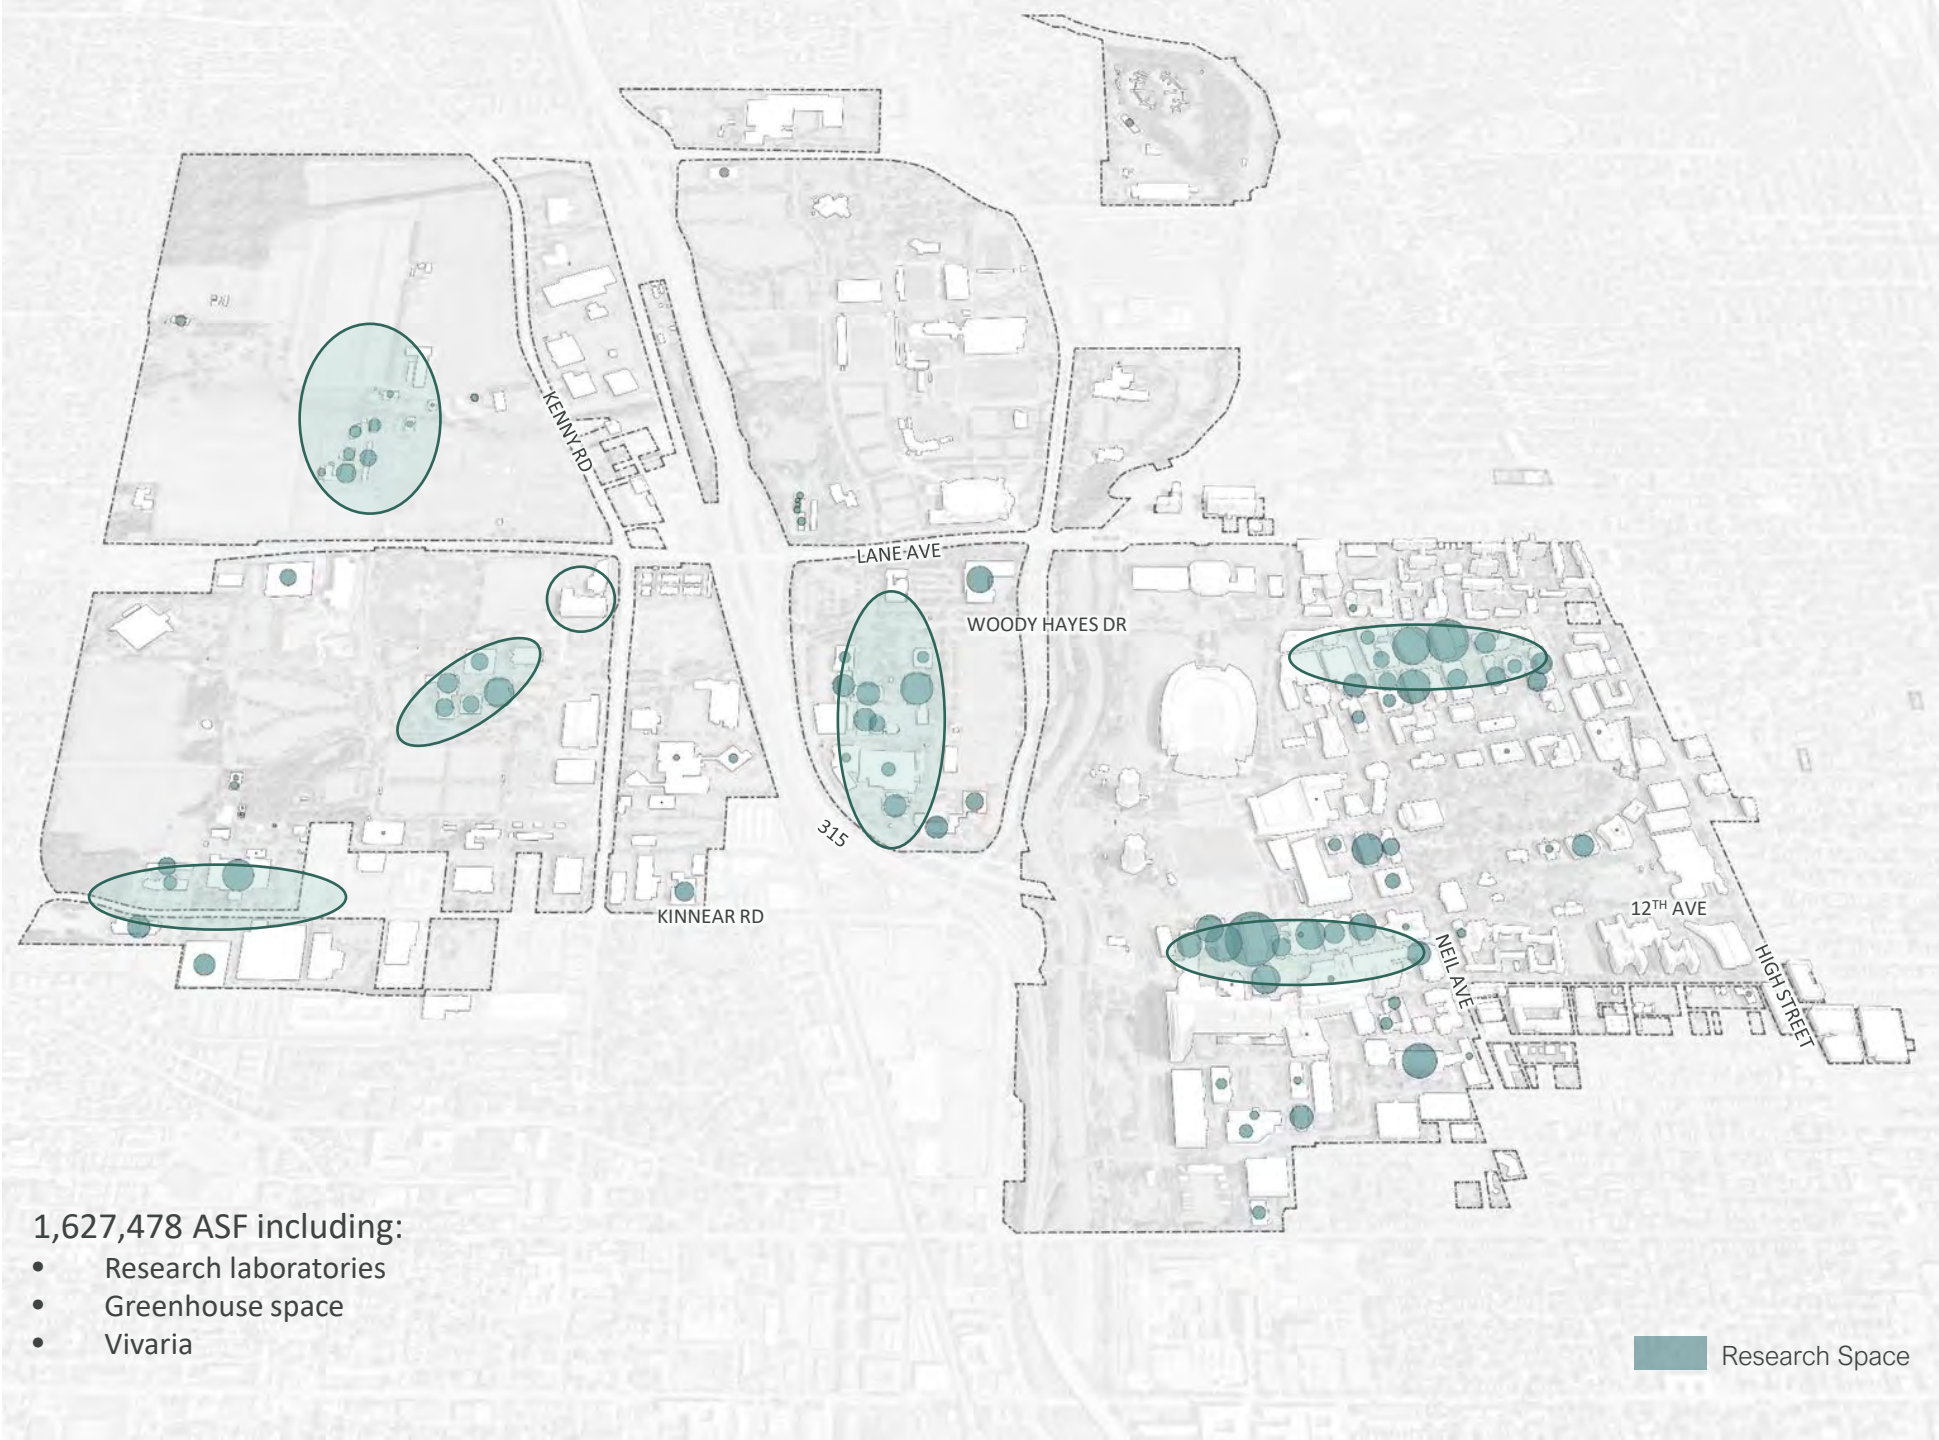 KENNY RD
LANE AVE
WOODY HAYES DR
315
KINNEAR RD
12TH AVE
NEIL AVE
HIGH STREET
1,627,478 ASF including:
• Research laboratories
• Greenhouse space
• Vivaria
Research Space